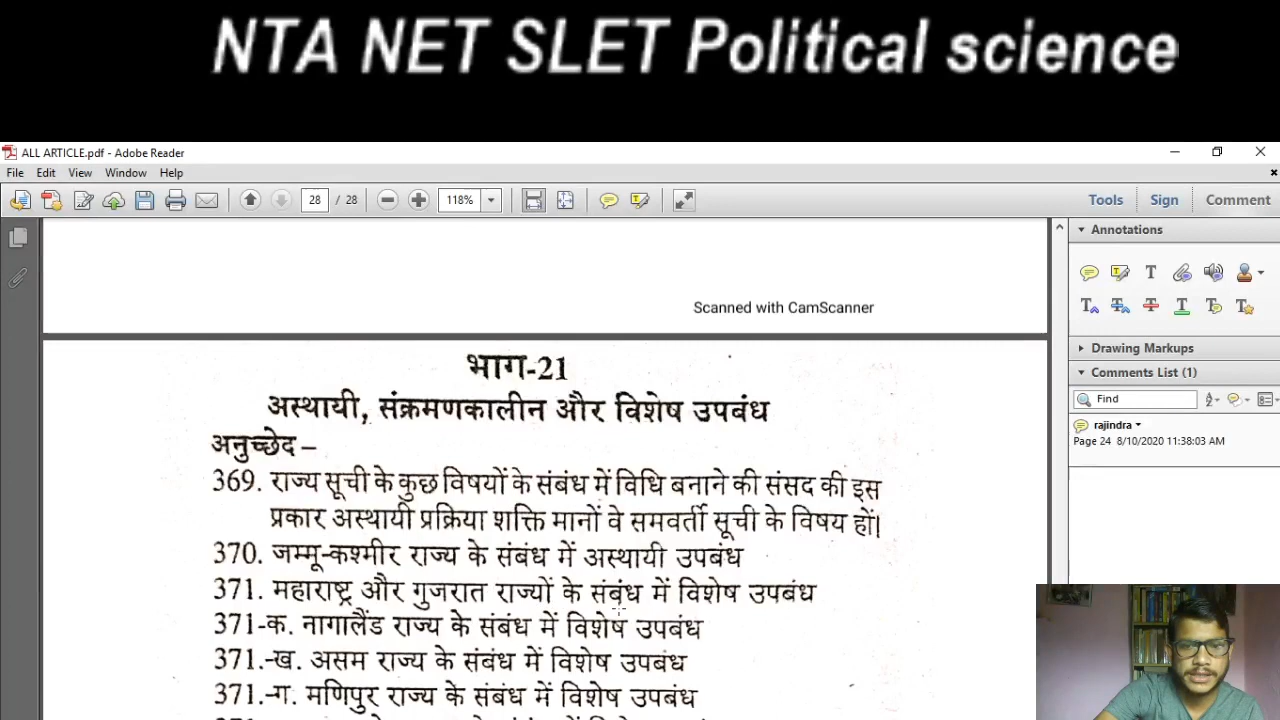 NTA NET SLET Political science
ALL ARTICLE.pdf - Adobe Reader
File Edit View Window Help
28 / 28 118% Tools Sign Comment
Annotations
Scanned with CamScanner
Drawing Markups
Comments List (1)
Find
rajindra
Page 24 8/10/2020 11:38:03 AM
भाग-21
अस्थायी, संक्रमणकालीन और विशेष उपबंध
अनुच्छेद –
369. राज्य सूची के कुछ विषयों के संबंध में विधि बनाने की संसद की इस
प्रकार अस्थायी प्रक्रिया शक्ति मानों वे समवर्ती सूची के विषय हों|
370. जम्मू-कश्मीर राज्य के संबंध में अस्थायी उपबंध
371. महाराष्ट्र और गुजरात राज्यों के संबंध में विशेष उपबंध
371-क. नागालैंड राज्य के संबंध में विशेष उपबंध
371.-ख. असम राज्य के संबंध में विशेष उपबंध
371.-ग. मणिपुर राज्य के संबंध में विशेष उपबंध